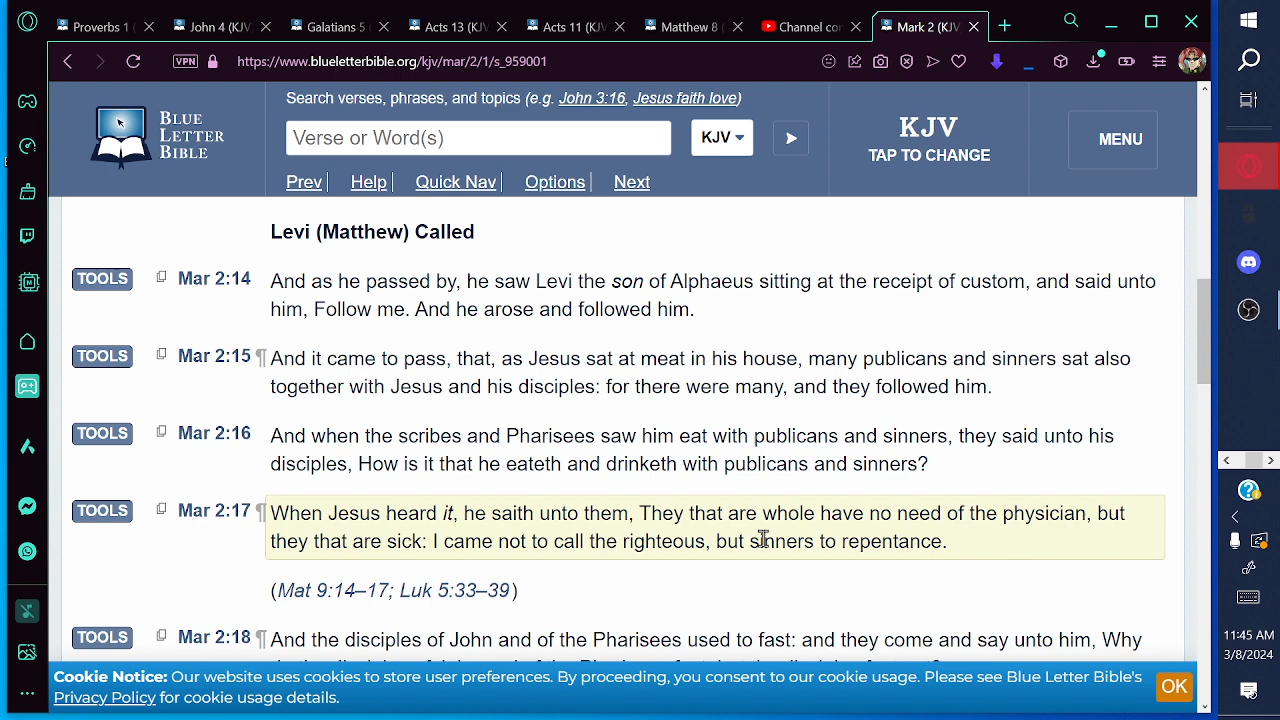 Proverbs 1 (
John 4 (KJV)
Galatians 5 (
Acts 13 (KJV
Acts 11 (KJV
Matthew 8 (
Channel con
Mark 2 (KJV
VPN
https://www.blueletterbible.org/kjv/mar/2/1/s_959001
BLUE
LETTER
BIBLE
Search verses, phrases, and topics (e.g. John 3:16, Jesus faith love)
Verse or Word(s)
KJV
KJV
TAP TO CHANGE
MENU
Prev
Help
Quick Nav
Options
Next
Levi (Matthew) Called
TOOLS Mar 2:14 And as he passed by, he saw Levi the son of Alphaeus sitting at the receipt of custom, and said unto
him, Follow me. And he arose and followed him.
TOOLS Mar 2:15 ¶ And it came to pass, that, as Jesus sat at meat in his house, many publicans and sinners sat also
together with Jesus and his disciples: for there were many, and they followed him.
TOOLS Mar 2:16 And when the scribes and Pharisees saw him eat with publicans and sinners, they said unto his
disciples, How is it that he eateth and drinketh with publicans and sinners?
TOOLS Mar 2:17 ¶ When Jesus heard it, he saith unto them, They that are whole have no need of the physician, but
they that are sick: I came not to call the righteous, but sinners to repentance.
(Mat 9:14–17; Luk 5:33–39)
TOOLS Mar 2:18 ¶ And the disciples of John and of the Pharisees used to fast: and they come and say unto him, Why
Cookie Notice: Our website uses cookies to store user preferences. By proceeding, you consent to our cookie usage. Please see Blue Letter Bible's
Privacy Policy for cookie usage details.
OK
11:45 AM
3/8/2024